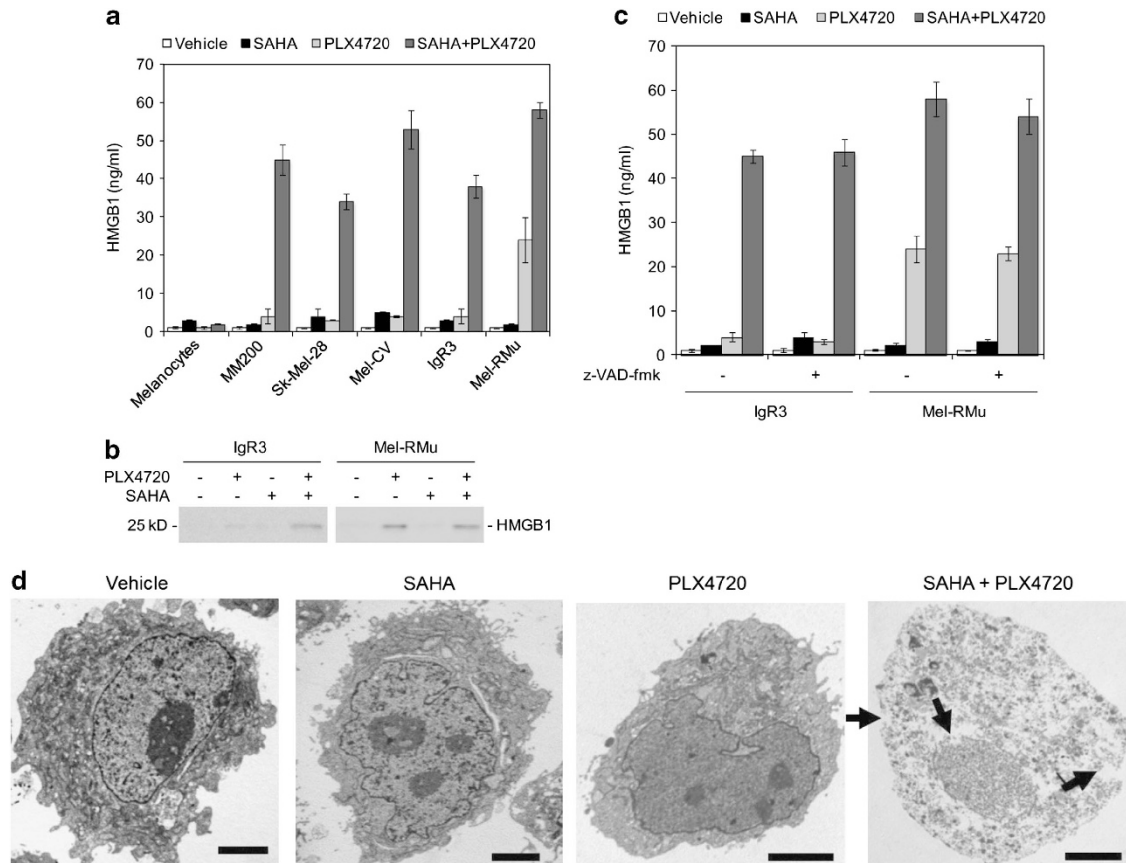 a
Vehicle SAHA PLX4720 SAHA+PLX4720
70
60
50
40
30
20
10
0
HMGB1 (ng/ml)
Melanocytes MM200 Sk-Mel-28 Mel-CV IgR3 Mel-RMu
b
IgR3 Mel-RMu
PLX4720 - + - + - + - +
SAHA - - + + - - + +
25 kD - - HMGB1
c
Vehicle SAHA PLX4720 SAHA+PLX4720
70
60
50
40
30
20
10
0
HMGB1 (ng/ml)
z-VAD-fmk - + - +
IgR3 Mel-RMu
d
Vehicle SAHA PLX4720 SAHA + PLX4720